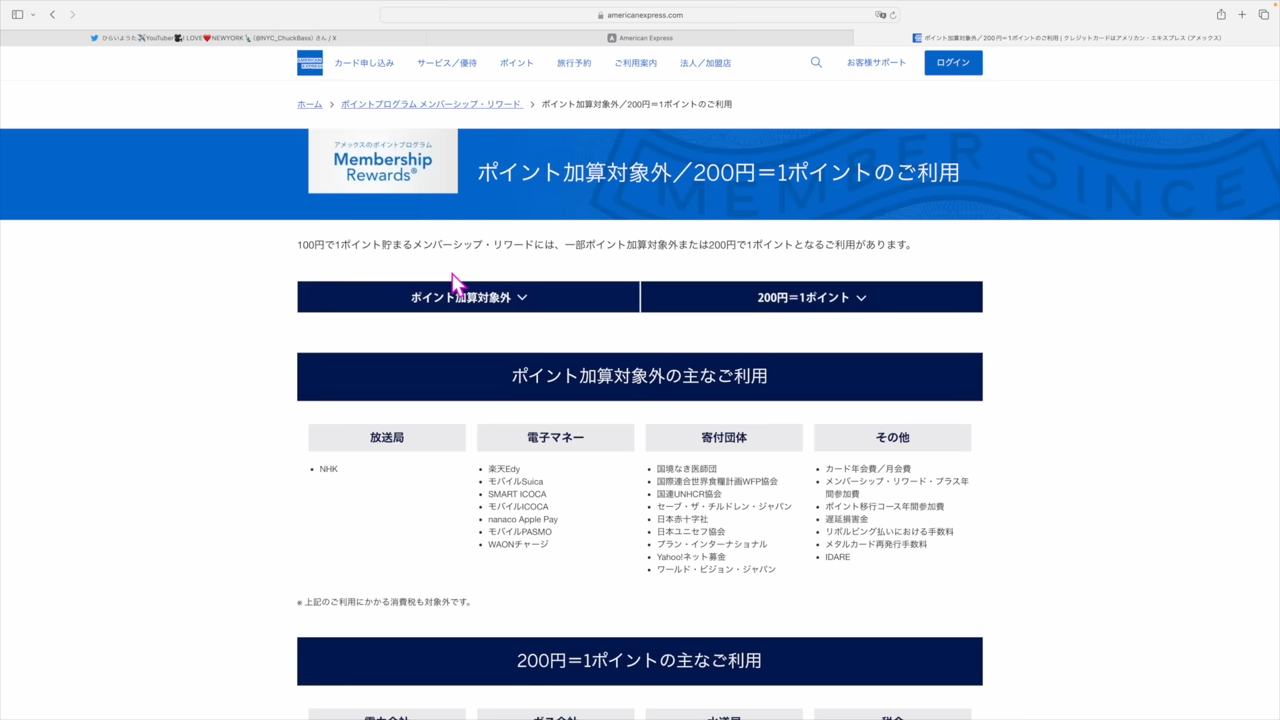 americanexpress.com
ひらいようた✈️YouTuber🎥I LOVE❤️NEWYORK🗽 (@NYC_ChuckBass) さん / X
American Express
ポイント加算対象外／200円=1ポイントのご利用 | クレジットカードはアメリカン・エキスプレス (アメックス)
AMERICAN EXPRESS
カード申し込み サービス／優待 ポイント 旅行予約 ご利用案内 法人／加盟店 お客様サポート ログイン
ホーム > ポイントプログラム メンバーシップ・リワード > ポイント加算対象外／200円=1ポイントのご利用
アメックスのポイントプログラム
Membership
Rewards®
ポイント加算対象外／200円＝1ポイントのご利用
MEMBER SINCE
100円で1ポイント貯まるメンバーシップ・リワードには、一部ポイント加算対象外または200円で1ポイントとなるご利用があります。
ポイント加算対象外
200円＝1ポイント
ポイント加算対象外の主なご利用
放送局
• NHK
電子マネー
• 楽天Edy
• モバイルSuica
• SMART ICOCA
• モバイルICOCA
• nanaco Apple Pay
• モバイルPASMO
• WAONチャージ
寄付団体
• 国境なき医師団
• 国際連合世界食糧計画WFP協会
• 国連UNHCR協会
• セーブ・ザ・チルドレン・ジャパン
• 日本赤十字社
• 日本ユニセフ協会
• プラン・インターナショナル
• Yahoo!ネット募金
• ワールド・ビジョン・ジャパン
その他
• カード年会費／月会費
• メンバーシップ・リワード・プラス年
間参加費
• ポイント移行コース年間参加費
• 遅延損害金
• リボルビング払いにおける手数料
• メタルカード再発行手数料
• IDARE
※ 上記のご利用にかかる消費税も対象外です。
200円＝1ポイントの主なご利用